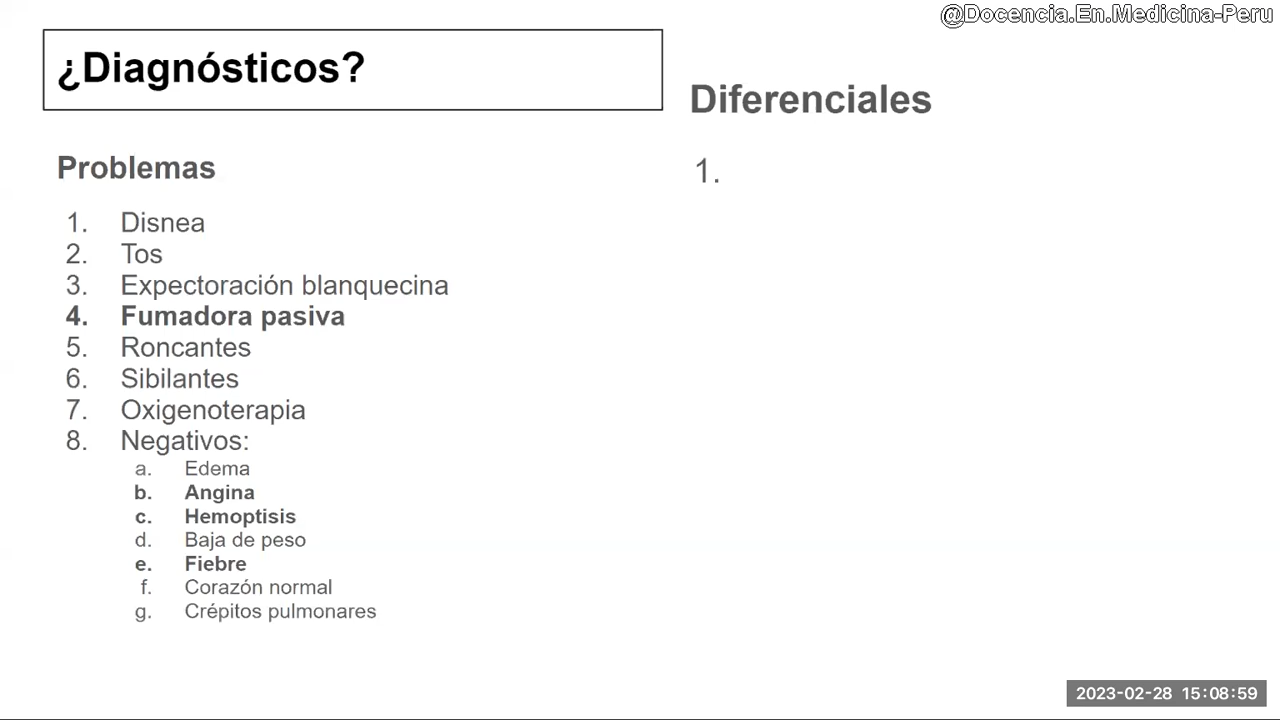 @Docencia.En.Medicina-Peru
¿Diagnósticos?
Problemas
1. Disnea
2. Tos
3. Expectoración blanquecina
4. Fumadora pasiva
5. Roncantes
6. Sibilantes
7. Oxigenoterapia
8. Negativos:
a. Edema
b. Angina
c. Hemoptisis
d. Baja de peso
e. Fiebre
f. Corazón normal
g. Crépitos pulmonares
Diferenciales
1.
2023-02-28 15:08:59